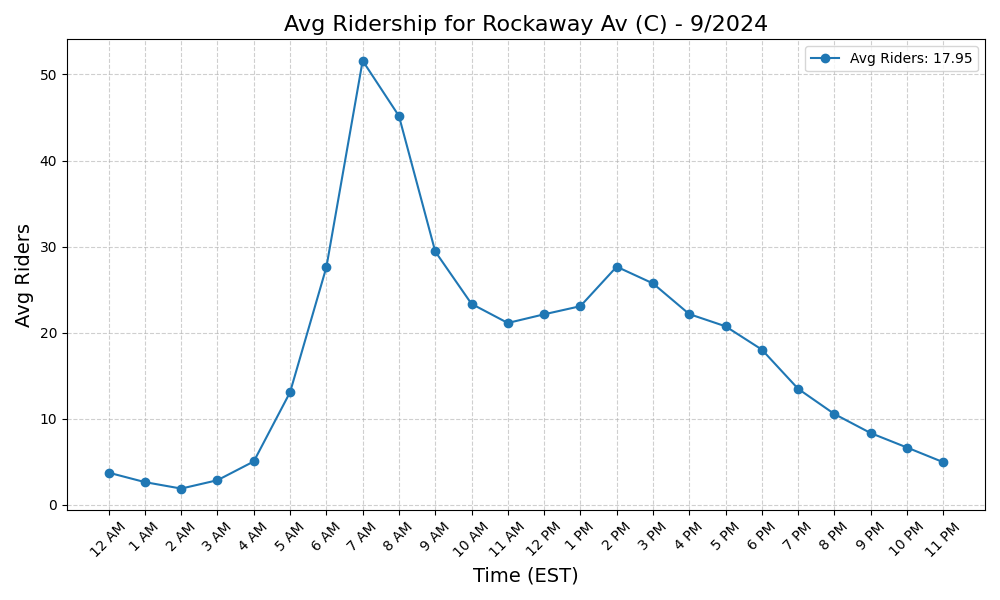 Avg Ridership for Rockaway Av (C) - 9/2024
Avg Riders: 17.95
Avg Riders
50
40
30
20
10
0
12 AM
1 AM
2 AM
3 AM
4 AM
5 AM
6 AM
7 AM
8 AM
9 AM
10 AM
11 AM
12 PM
1 PM
2 PM
3 PM
4 PM
5 PM
6 PM
7 PM
8 PM
9 PM
10 PM
11 PM
Time (EST)